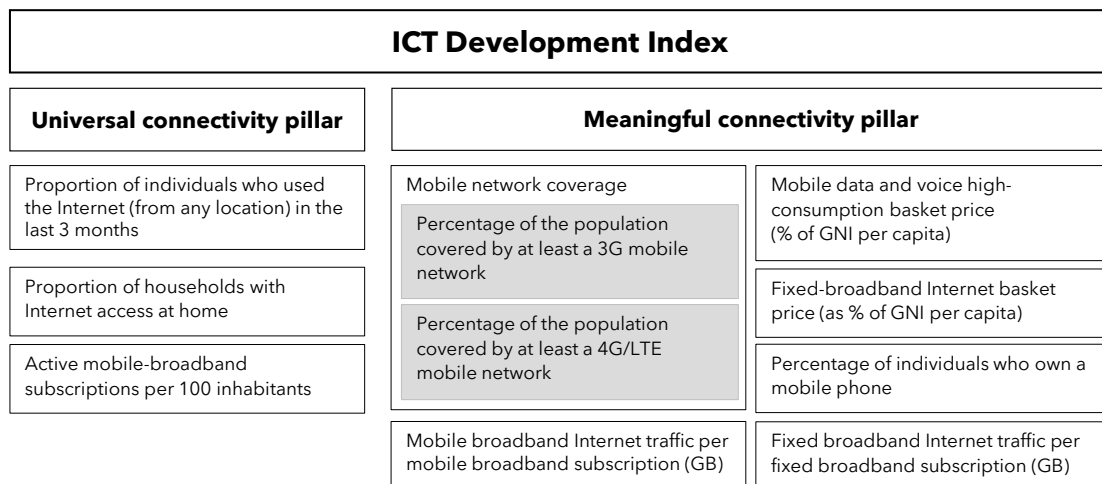 ICT Development Index
Universal connectivity pillar
Meaningful connectivity pillar
Proportion of individuals who used
the Internet (from any location) in the
last 3 months
Proportion of households with
Internet access at home
Active mobile-broadband
subscriptions per 100 inhabitants
Mobile network coverage
Percentage of the population
covered by at least a 3G mobile
network
Percentage of the population
covered by at least a 4G/LTE
mobile network
Mobile broadband Internet traffic per
mobile broadband subscription (GB)
Mobile data and voice high-
consumption basket price
(% of GNI per capita)
Fixed-broadband Internet basket
price (as % of GNI per capita)
Percentage of individuals who own a
mobile phone
Fixed broadband Internet traffic per
fixed broadband subscription (GB)